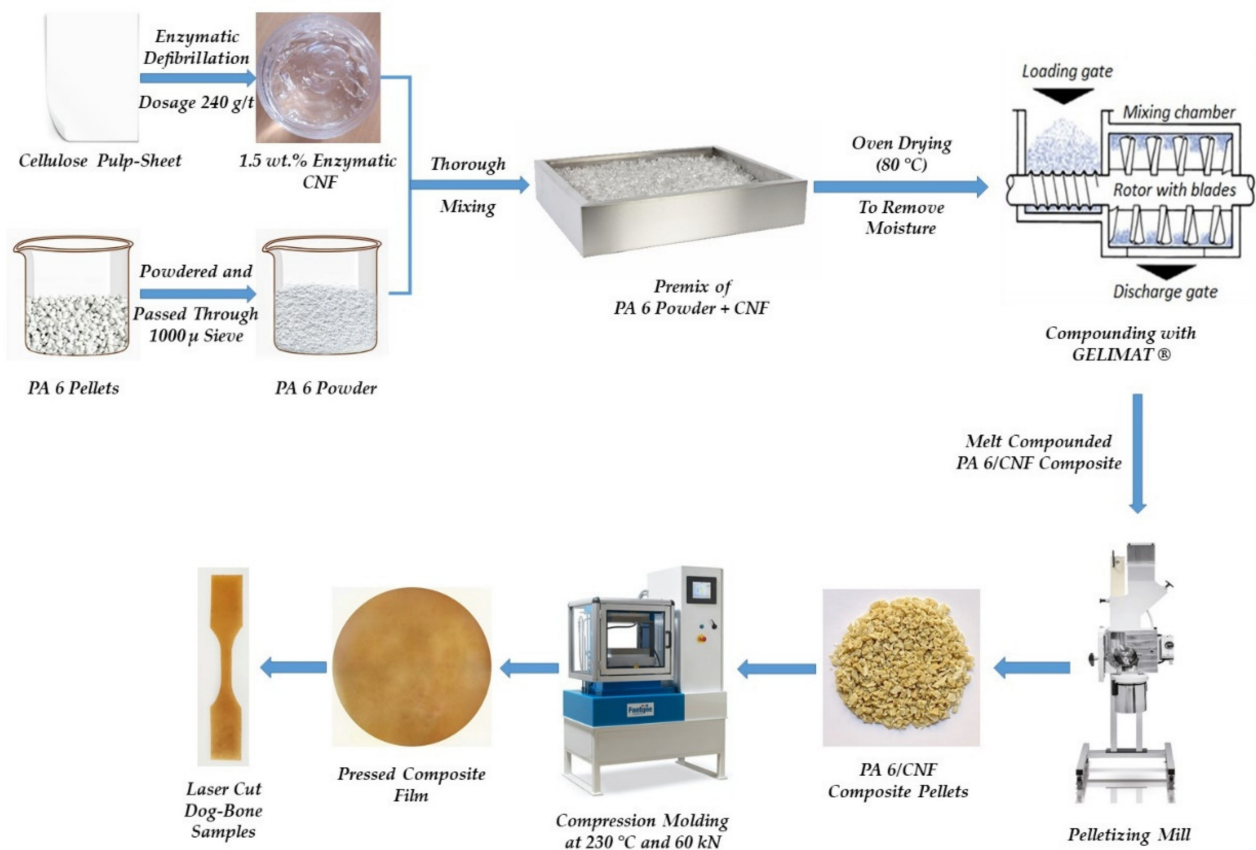 Enzymatic
Defibrillation
Dosage 240 g/t
Cellulose Pulp-Sheet
1.5 wt.% Enzymatic
CNF
Powdered and
Passed Through
1000 µ Sieve
PA 6 Pellets
PA 6 Powder
Thorough
Mixing
Premix of
PA 6 Powder + CNF
Oven Drying
(80 °C)
To Remove
Moisture
Loading gate
Mixing chamber
Rotor with blades
Discharge gate
Compounding with
GELIMAT ®
Melt Compounded
PA 6/CNF Composite
Pelletizing Mill
PA 6/CNF
Composite Pellets
Fontijne
Compression Molding
at 230 °C and 60 kN
Pressed Composite
Film
Laser Cut
Dog-Bone
Samples